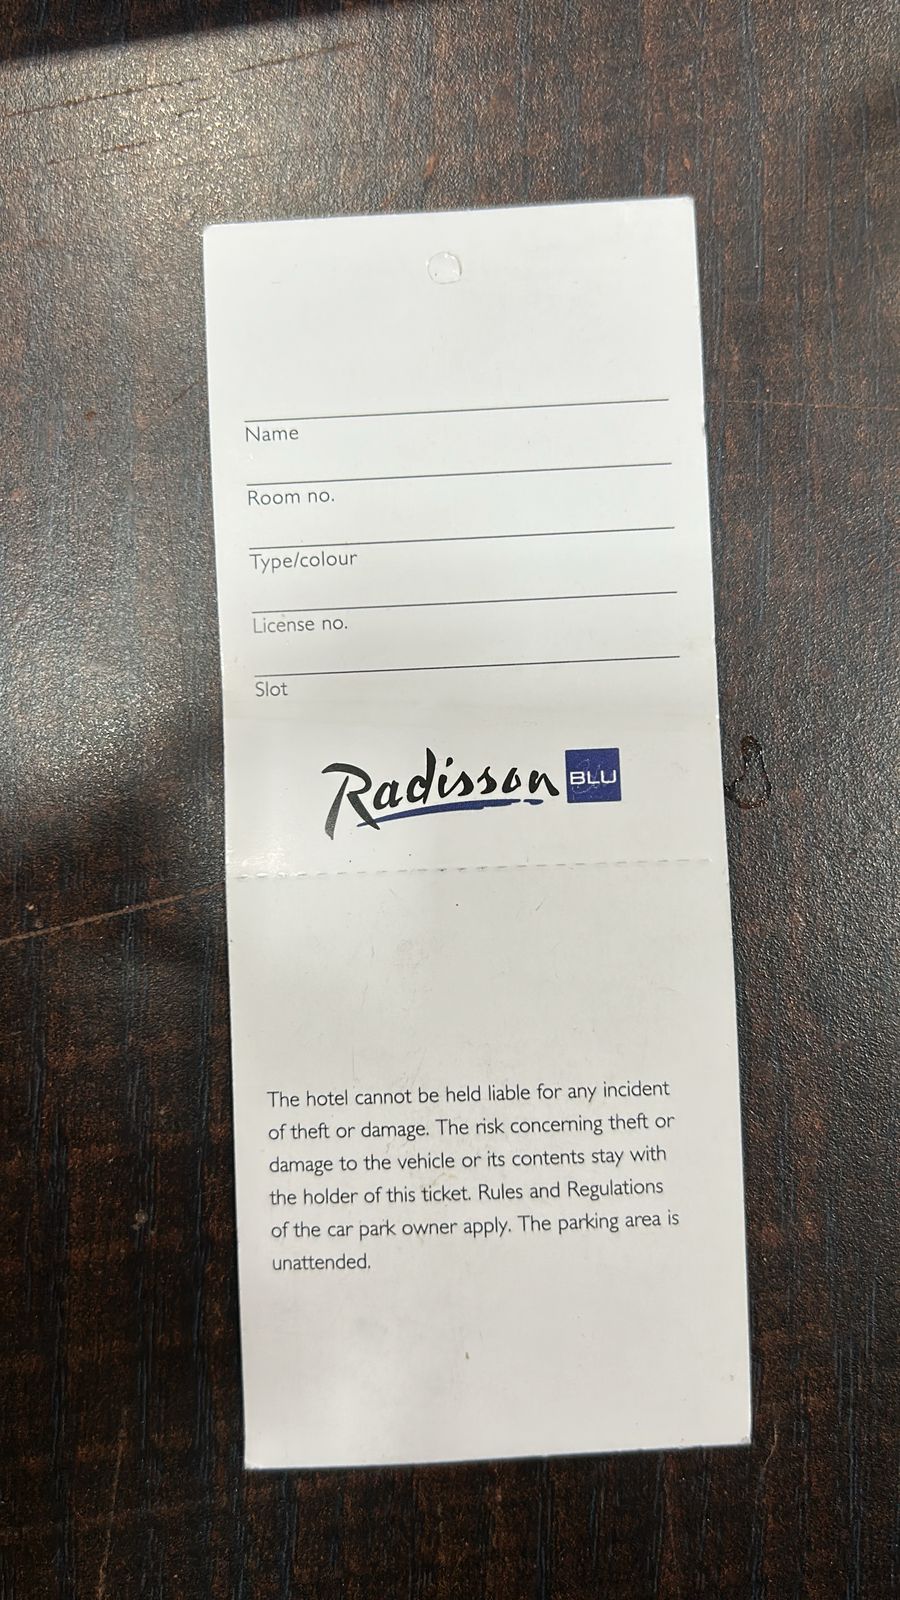 Name
Room no.
Type/colour
License no.
Slot
Radisson BLU
The hotel cannot be held liable for any incident
of theft or damage. The risk concerning theft or
damage to the vehicle or its contents stay with
the holder of this ticket. Rules and Regulations
of the car park owner apply. The parking area is
unattended.